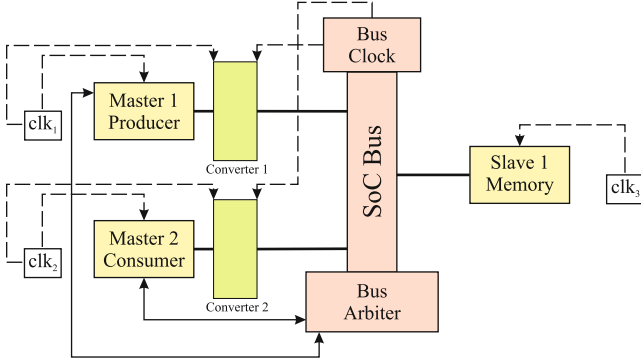 Bus
Clock
Master 1
Producer
clk₁
Converter 1
SoC Bus
Slave 1
Memory
clk₃
Master 2
Consumer
clk₂
Converter 2
Bus
Arbiter